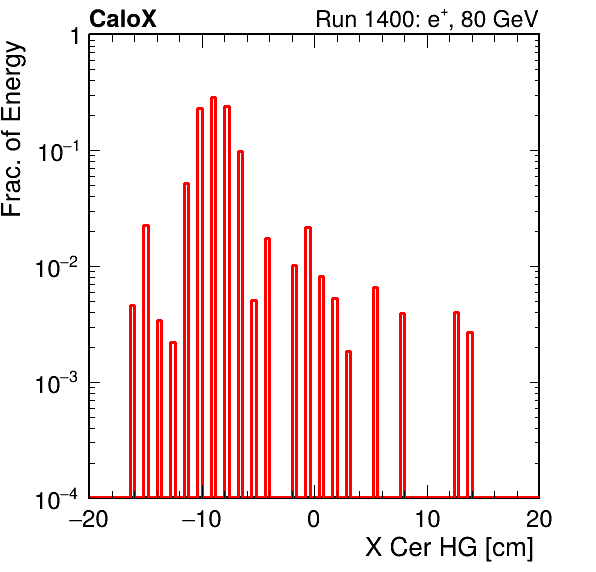 CaloX Run 1400: e⁺, 80 GeV
Frac. of Energy
1
10⁻¹
10⁻²
10⁻³
10⁻⁴
−20 −10 0 10 20
X Cer HG [cm]